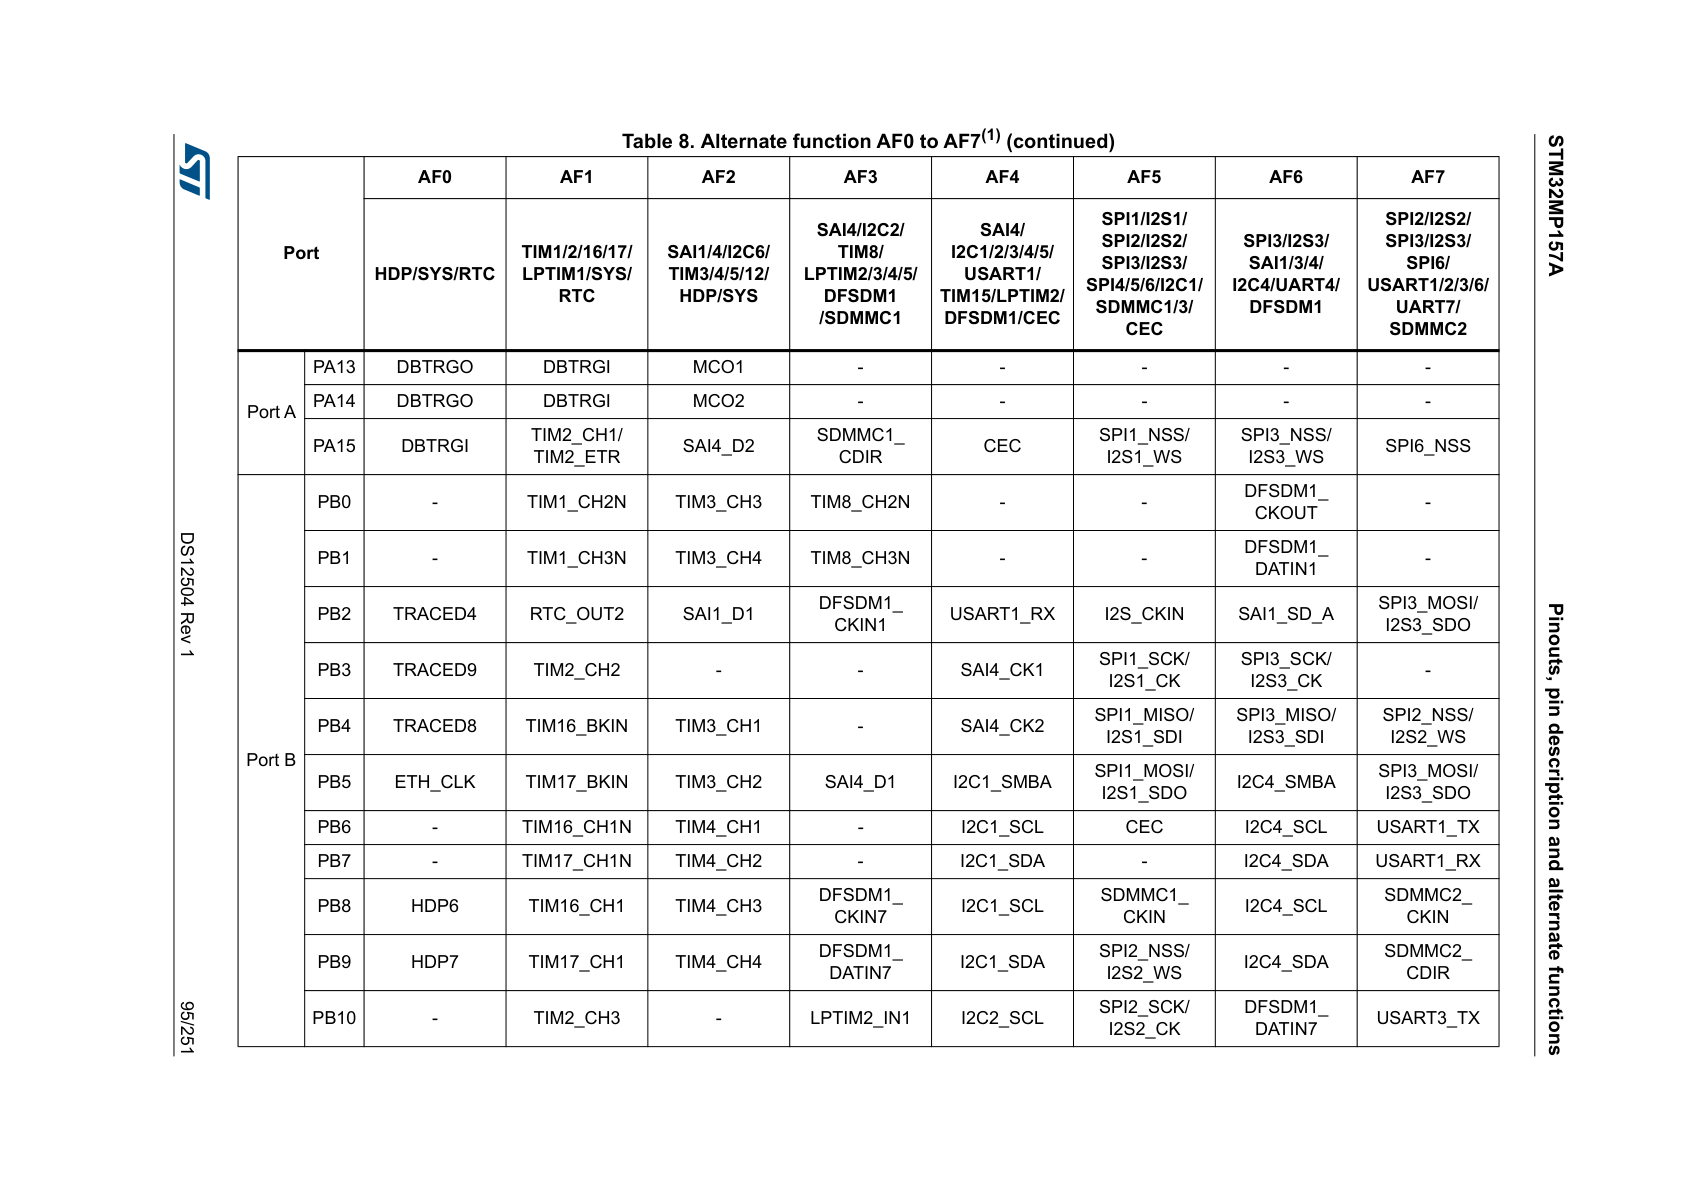 Table 8. Alternate function AF0 to AF7(1) (continued)
Port
AF0 AF1 AF2 AF3 AF4 AF5 AF6 AF7
HDP/SYS/RTC
TIM1/2/16/17/
LPTIM1/SYS/
RTC
SAI1/4/I2C6/
TIM3/4/5/12/
HDP/SYS
SAI4/I2C2/
TIM8/
LPTIM2/3/4/5/
DFSDM1
/SDMMC1
SAI4/
I2C1/2/3/4/5/
USART1/
TIM15/LPTIM2/
DFSDM1/CEC
SPI1/I2S1/
SPI2/I2S2/
SPI3/I2S3/
SPI4/5/6/I2C1/
SDMMC1/3/
CEC
SPI3/I2S3/
SAI1/3/4/
I2C4/UART4/
DFSDM1
SPI2/I2S2/
SPI3/I2S3/
SPI6/
USART1/2/3/6/
UART7/
SDMMC2
Port A
PA13 DBTRGO DBTRGI MCO1 - - - - -
PA14 DBTRGO DBTRGI MCO2 - - - - -
PA15 DBTRGI
TIM2_CH1/
TIM2_ETR
SAI4_D2
SDMMC1_
CDIR
CEC
SPI1_NSS/
I2S1_WS
SPI3_NSS/
I2S3_WS
SPI6_NSS
Port B
PB0 - TIM1_CH2N TIM3_CH3 TIM8_CH2N - -
DFSDM1_
CKOUT
-
PB1 - TIM1_CH3N TIM3_CH4 TIM8_CH3N - -
DFSDM1_
DATIN1
-
PB2 TRACED4 RTC_OUT2 SAI1_D1
DFSDM1_
CKIN1
USART1_RX I2S_CKIN SAI1_SD_A
SPI3_MOSI/
I2S3_SDO
PB3 TRACED9 TIM2_CH2 - - SAI4_CK1
SPI1_SCK/
I2S1_CK
SPI3_SCK/
I2S3_CK
-
PB4 TRACED8 TIM16_BKIN TIM3_CH1 - SAI4_CK2
SPI1_MISO/
I2S1_SDI
SPI3_MISO/
I2S3_SDI
SPI2_NSS/
I2S2_WS
PB5 ETH_CLK TIM17_BKIN TIM3_CH2 SAI4_D1 I2C1_SMBA
SPI1_MOSI/
I2S1_SDO
I2C4_SMBA
SPI3_MOSI/
I2S3_SDO
PB6 - TIM16_CH1N TIM4_CH1 - I2C1_SCL CEC I2C4_SCL USART1_TX
PB7 - TIM17_CH1N TIM4_CH2 - I2C1_SDA - I2C4_SDA USART1_RX
PB8 HDP6 TIM16_CH1 TIM4_CH3
DFSDM1_
CKIN7
I2C1_SCL
SDMMC1_
CKIN
I2C4_SCL
SDMMC2_
CKIN
PB9 HDP7 TIM17_CH1 TIM4_CH4
DFSDM1_
DATIN7
I2C1_SDA
SPI2_NSS/
I2S2_WS
I2C4_SDA
SDMMC2_
CDIR
PB10 - TIM2_CH3 - LPTIM2_IN1 I2C2_SCL
SPI2_SCK/
I2S2_CK
DFSDM1_
DATIN7
USART3_TX
STM32MP157A
Pinouts, pin description and alternate functions
ST
DS12504 Rev 1
95/251